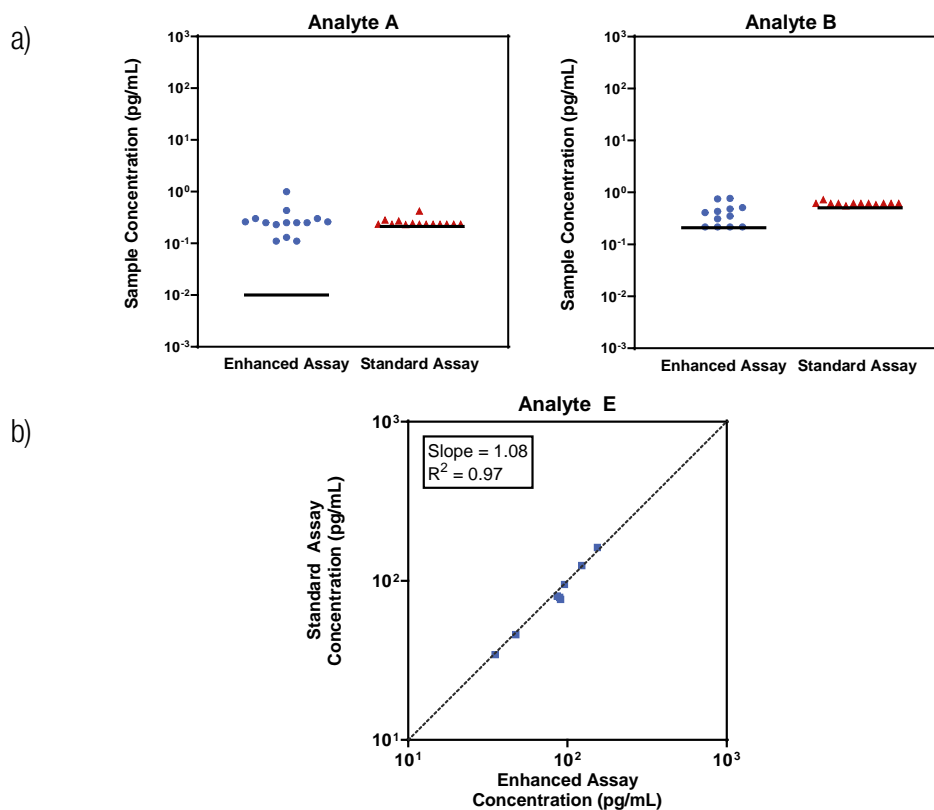 a)
Analyte A
Sample Concentration (pg/mL)
10³
10²
10¹
10⁰
10⁻¹
10⁻²
10⁻³
Enhanced Assay Standard Assay
Analyte B
Sample Concentration (pg/mL)
10³
10²
10¹
10⁰
10⁻¹
10⁻²
10⁻³
Enhanced Assay Standard Assay
b)
Analyte E
Standard Assay
Concentration (pg/mL)
10³
10²
10¹
Slope = 1.08
R² = 0.97
10¹ 10² 10³
Enhanced Assay
Concentration (pg/mL)